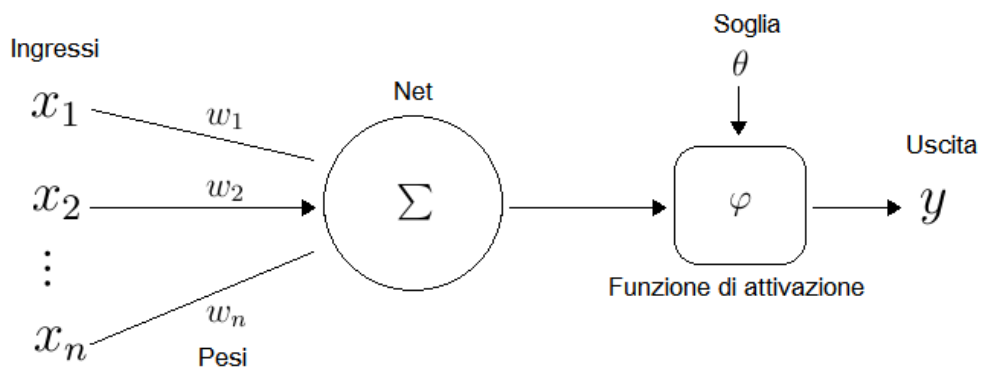 Ingressi
x₁
w₁
x₂
w₂
⋮
xₙ
wₙ
Pesi
Net
Σ
Soglia
θ
φ
Funzione di attivazione
Uscita
y